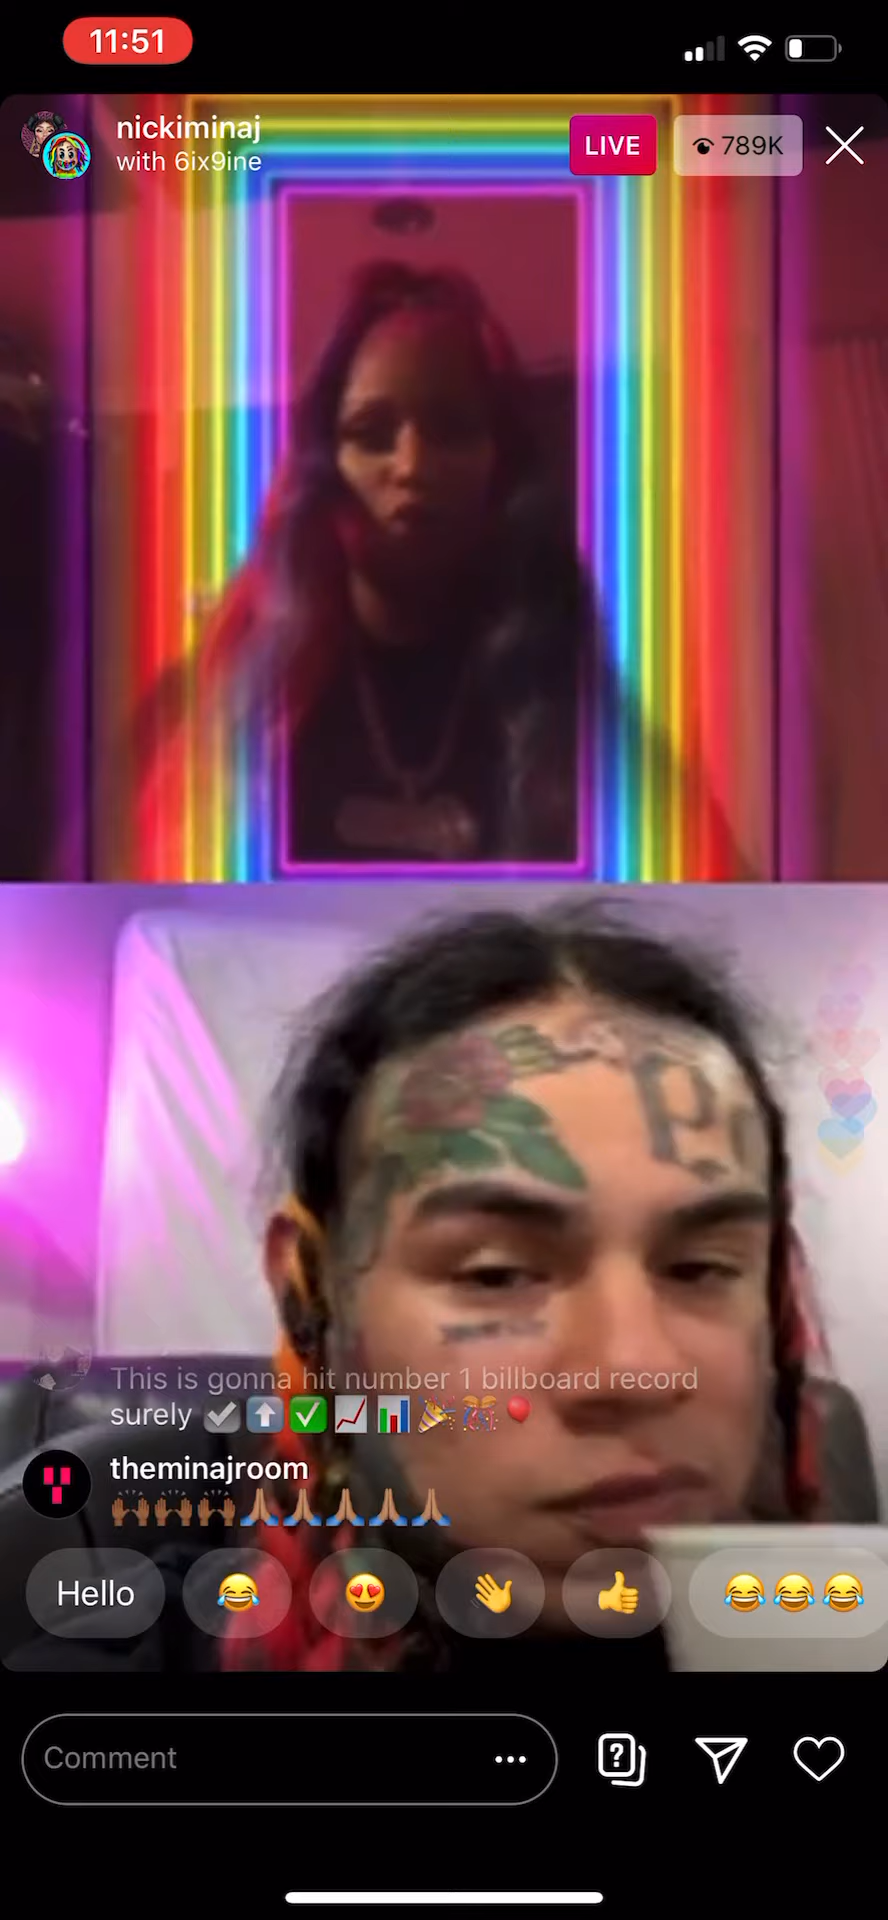 11:51
nickiminaj
with 6ix9ine
LIVE
789K
This is gonna hit number 1 billboard record
surely ✔️⬆️✅📈📊🎉🎊🎈
theminajroom
🙌🏾🙌🏾🙌🏾🙏🏽🙏🏽🙏🏽🙏🏽🙏🏽
Hello 😂 😍 👋 👍 😂😂😂
Comment